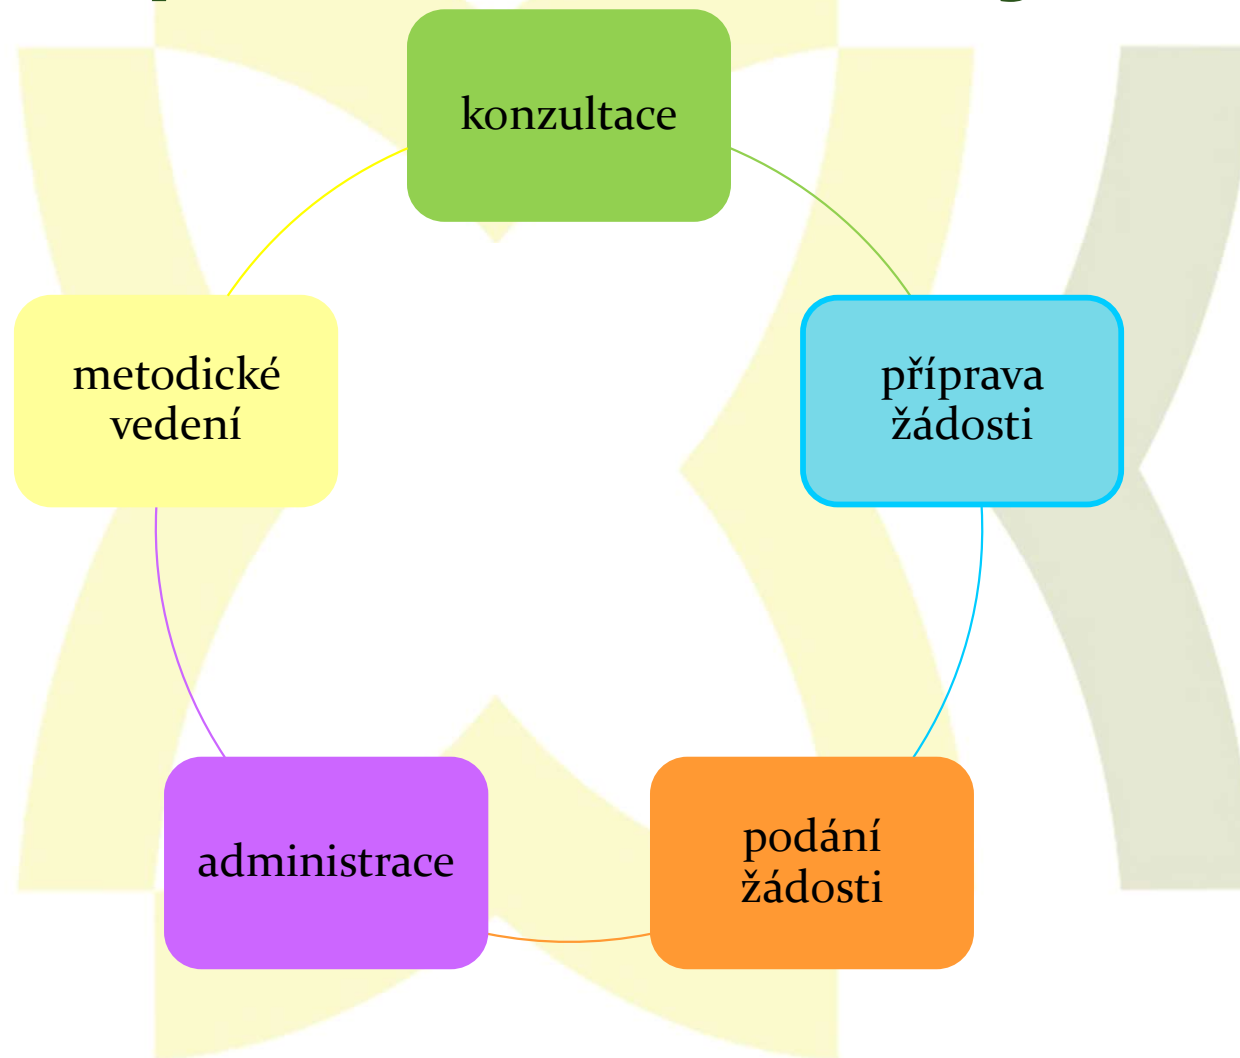 konzultace
příprava
žádosti
podání
žádosti
administrace
metodické
vedení